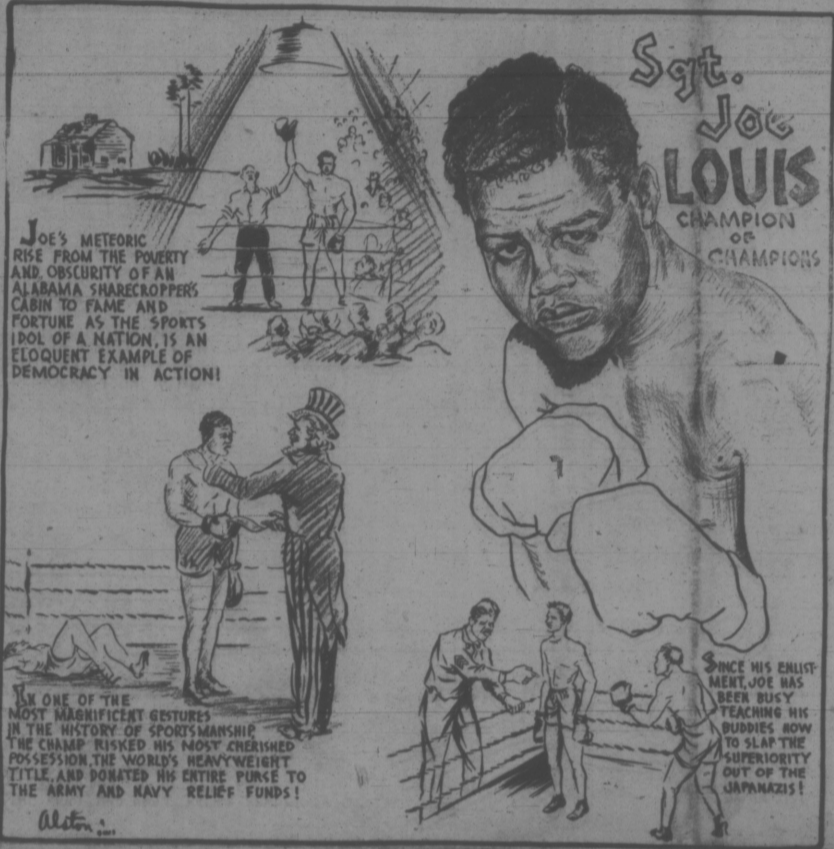 Sgt.
Joe
LOUIS
CHAMPION
OF
CHAMPIONS
JOE'S METEORIC
RISE FROM THE POVERTY
AND OBSCURITY OF AN
ALABAMA SHARECROPPER'S
CABIN TO FAME AND
FORTUNE AS THE SPORTS
IDOL OF A NATION, IS AN
ELOQUENT EXAMPLE OF
DEMOCRACY IN ACTION!
IN ONE OF THE
MOST MAGNIFICENT GESTURES
IN THE HISTORY OF SPORTSMANSHIP,
THE CHAMP RISKED HIS MOST CHERISHED
POSSESSION, THE WORLD'S HEAVYWEIGHT
TITLE, AND DONATED HIS ENTIRE PURSE TO
THE ARMY AND NAVY RELIEF FUNDS!
SINCE HIS ENLIST-
MENT, JOE HAS
BEEN BUSY
TEACHING HIS
BUDDIES HOW
TO SLAP THE
SUPERIORITY
OUT OF THE
JAPANAZIS!
Alston